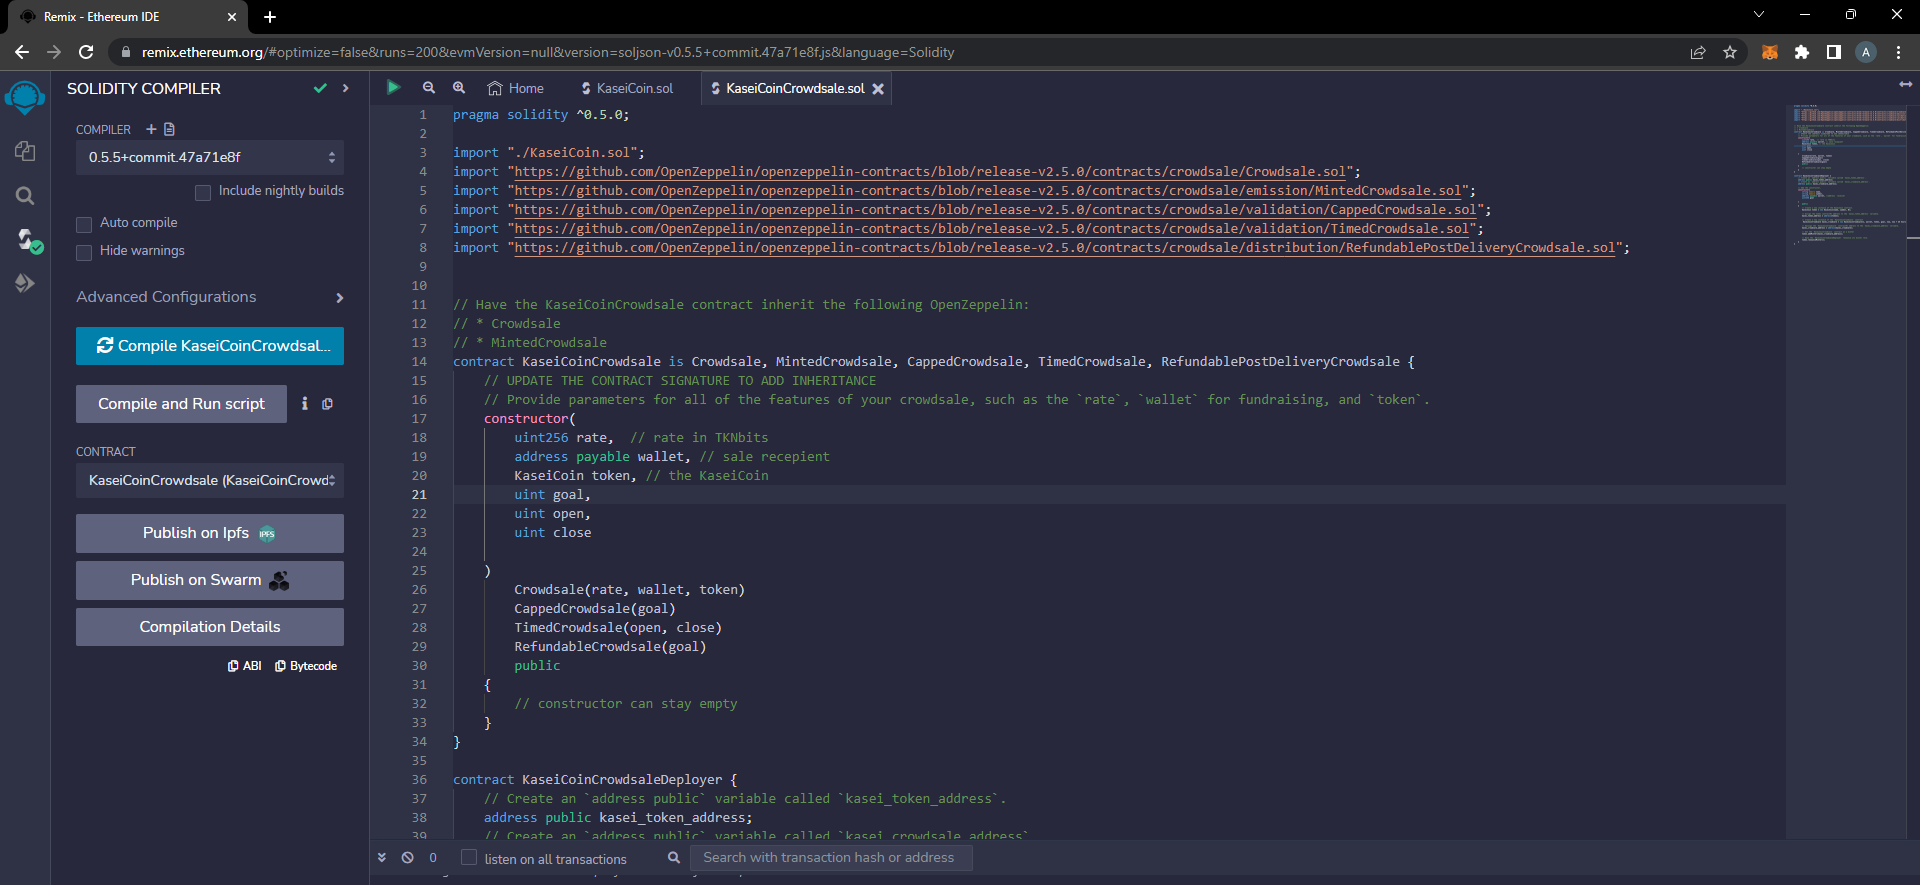 Remix - Ethereum IDE
remix.ethereum.org/#optimize=false&runs=200&evmVersion=null&version=soljson-v0.5.5+commit.47a71e8f.js&language=Solidity
A
SOLIDITY COMPILER
COMPILER
0.5.5+commit.47a71e8f
Include nightly builds
Auto compile
Hide warnings
Advanced Configurations
Compile KaseiCoinCrowdsal...
Compile and Run script
CONTRACT
KaseiCoinCrowdsale (KaseiCoinCrowd
Publish on Ipfs IPFS
Publish on Swarm
Compilation Details
ABI Bytecode
Home KaseiCoin.sol KaseiCoinCrowdsale.sol
1 pragma solidity ^0.5.0;
2
3 import "./KaseiCoin.sol";
4 import "https://github.com/OpenZeppelin/openzeppelin-contracts/blob/release-v2.5.0/contracts/crowdsale/Crowdsale.sol";
5 import "https://github.com/OpenZeppelin/openzeppelin-contracts/blob/release-v2.5.0/contracts/crowdsale/emission/MintedCrowdsale.sol";
6 import "https://github.com/OpenZeppelin/openzeppelin-contracts/blob/release-v2.5.0/contracts/crowdsale/validation/CappedCrowdsale.sol";
7 import "https://github.com/OpenZeppelin/openzeppelin-contracts/blob/release-v2.5.0/contracts/crowdsale/validation/TimedCrowdsale.sol";
8 import "https://github.com/OpenZeppelin/openzeppelin-contracts/blob/release-v2.5.0/contracts/crowdsale/distribution/RefundablePostDeliveryCrowdsale.sol";
9
10
11 // Have the KaseiCoinCrowdsale contract inherit the following OpenZeppelin:
12 // * Crowdsale
13 // * MintedCrowdsale
14 contract KaseiCoinCrowdsale is Crowdsale, MintedCrowdsale, CappedCrowdsale, TimedCrowdsale, RefundablePostDeliveryCrowdsale {
15 // UPDATE THE CONTRACT SIGNATURE TO ADD INHERITANCE
16 // Provide parameters for all of the features of your crowdsale, such as the `rate`, `wallet` for fundraising, and `token`.
17 constructor(
18 uint256 rate, // rate in TKNbits
19 address payable wallet, // sale recepient
20 KaseiCoin token, // the KaseiCoin
21 uint goal,
22 uint open,
23 uint close
24
25 )
26 Crowdsale(rate, wallet, token)
27 CappedCrowdsale(goal)
28 TimedCrowdsale(open, close)
29 RefundableCrowdsale(goal)
30 public
31 {
32 // constructor can stay empty
33 }
34 }
35
36 contract KaseiCoinCrowdsaleDeployer {
37 // Create an `address public` variable called `kasei_token_address`.
38 address public kasei_token_address;
39 // Create an `address public` variable called `kasei_crowdsale_address`
0 listen on all transactions Search with transaction hash or address